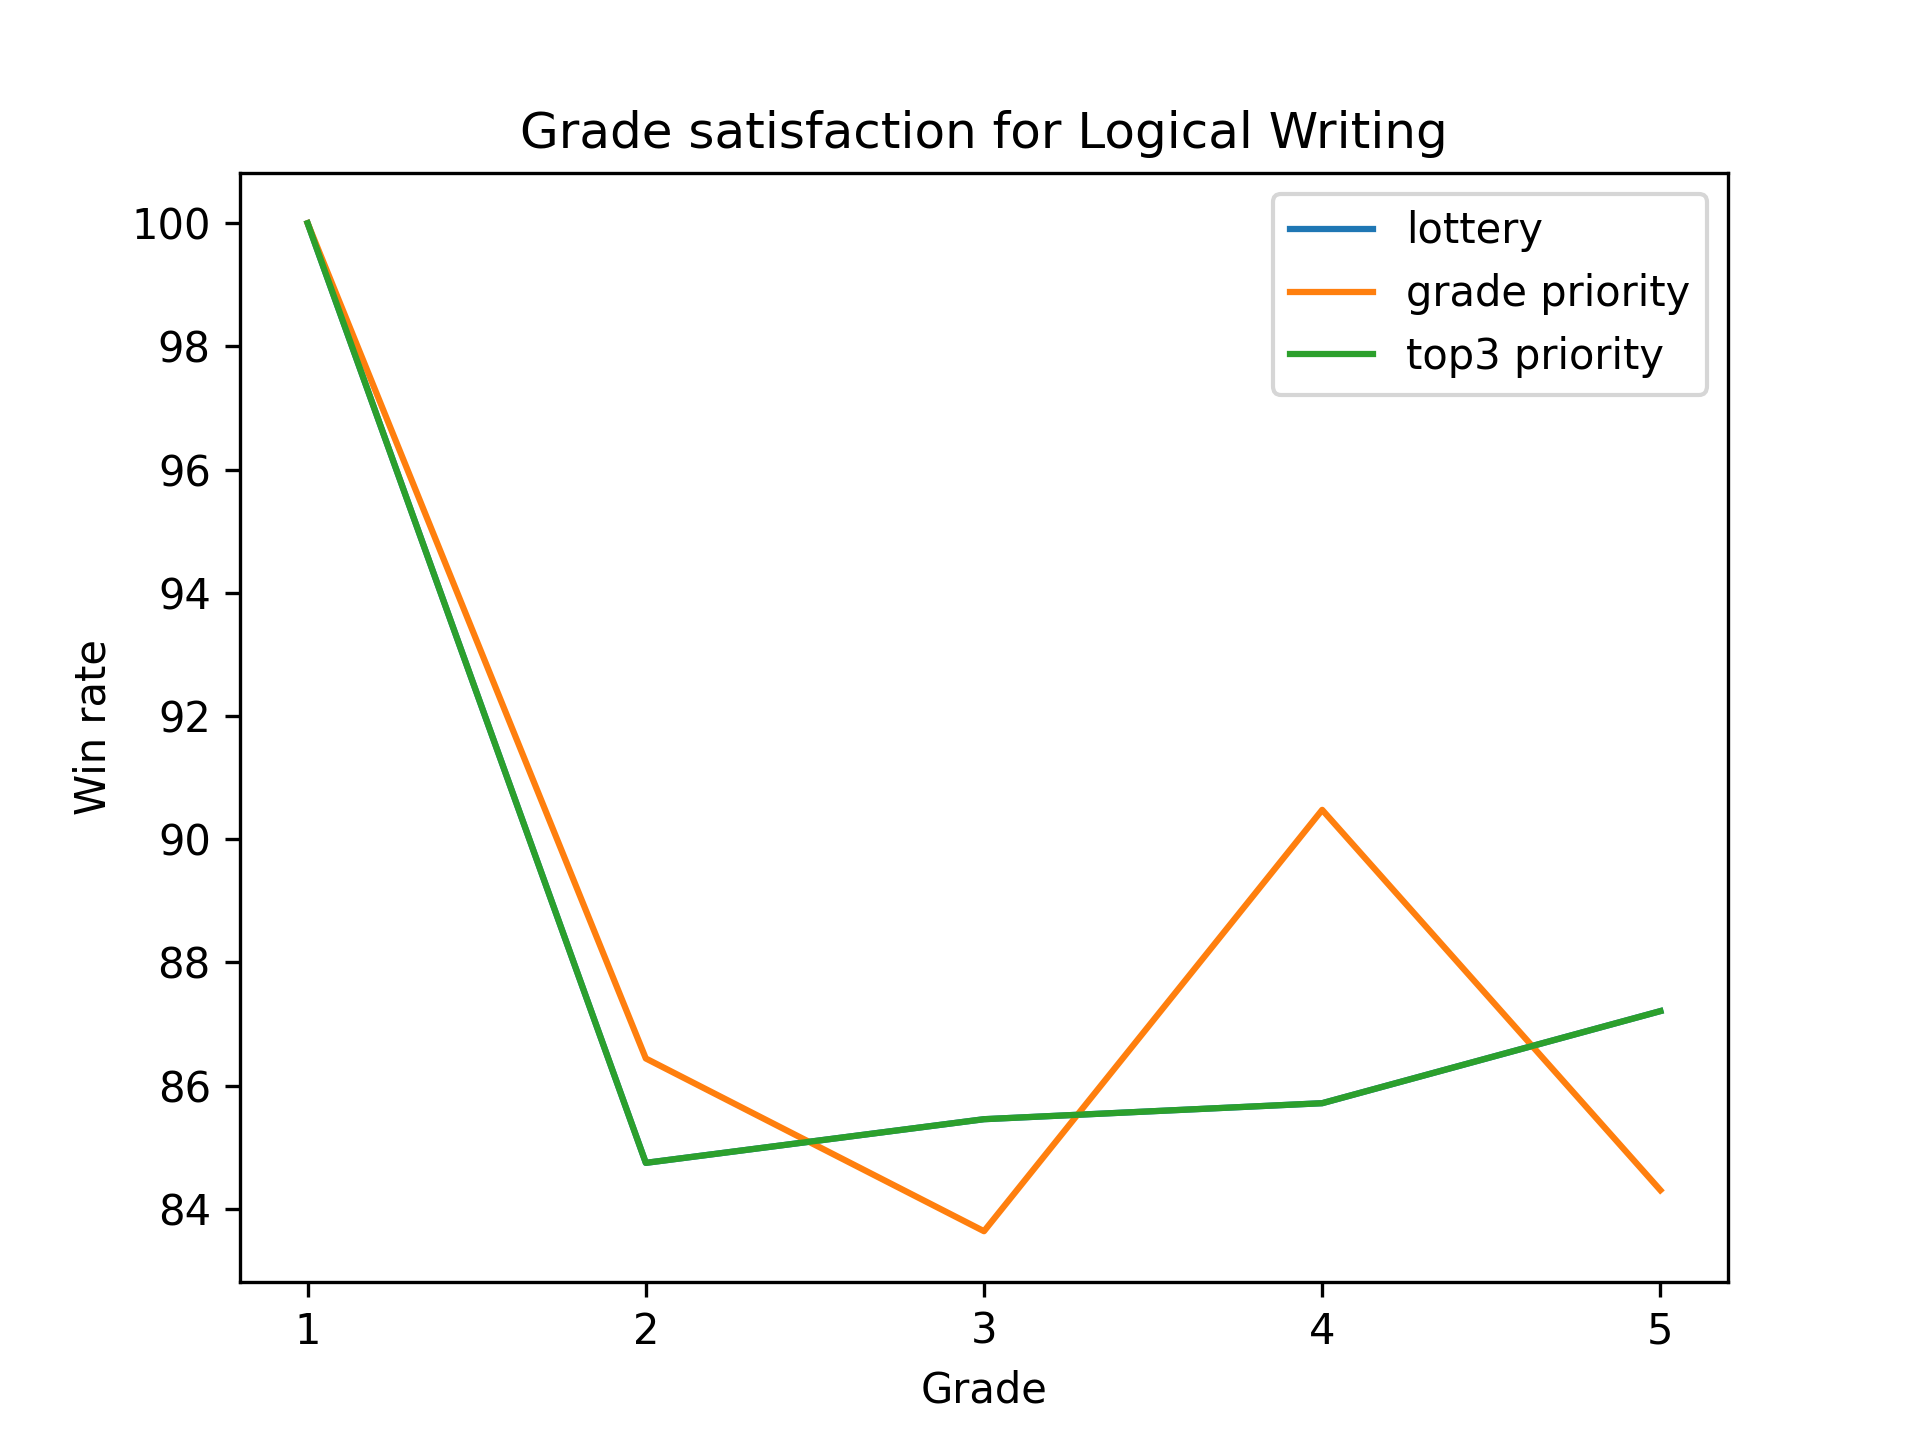 Grade satisfaction for Logical Writing
lottery
grade priority
top3 priority
100
98
96
94
92
90
88
86
84
Win rate
1 2 3 4 5
Grade